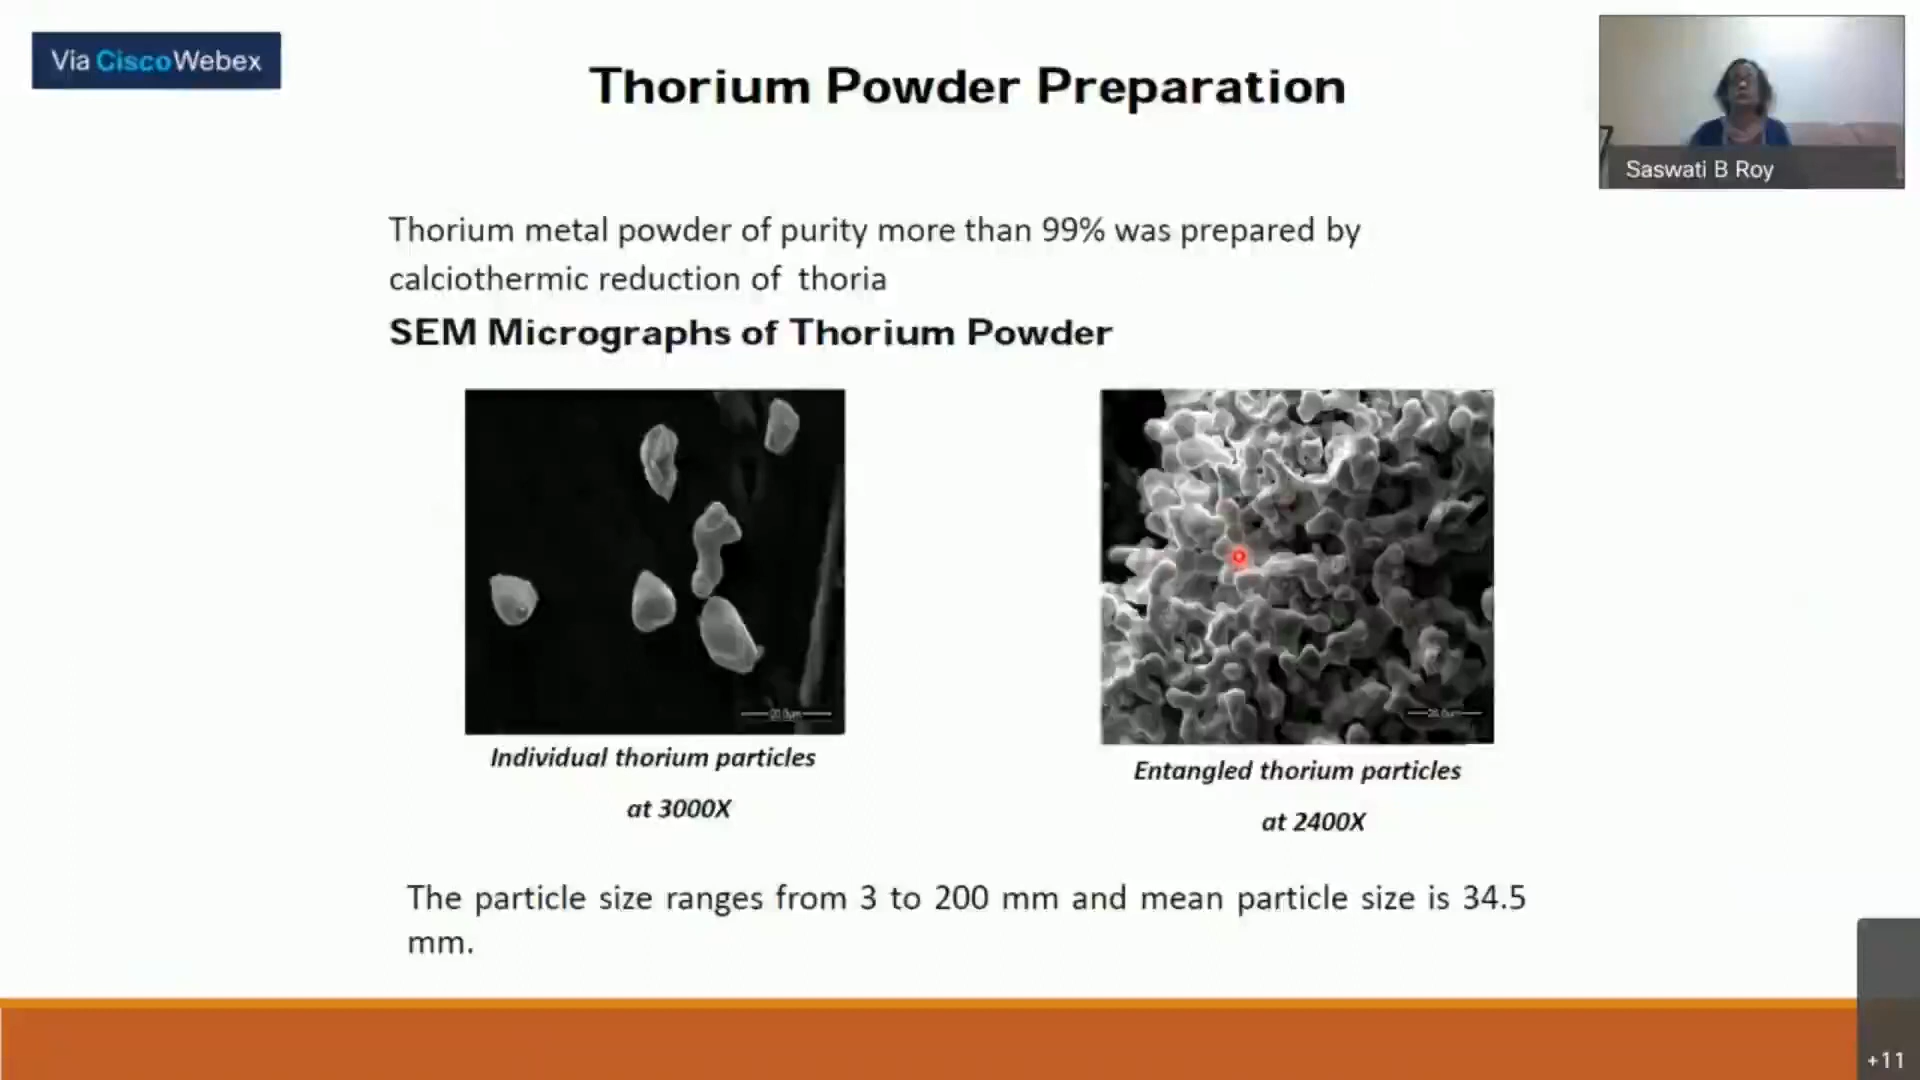 Via Cisco Webex
Thorium Powder Preparation
Saswati B Roy
Thorium metal powder of purity more than 99% was prepared by
calciothermic reduction of thoria
SEM Micrographs of Thorium Powder
Individual thorium particles
at 3000X
Entangled thorium particles
at 2400X
The particle size ranges from 3 to 200 mm and mean particle size is 34.5
mm.
+11